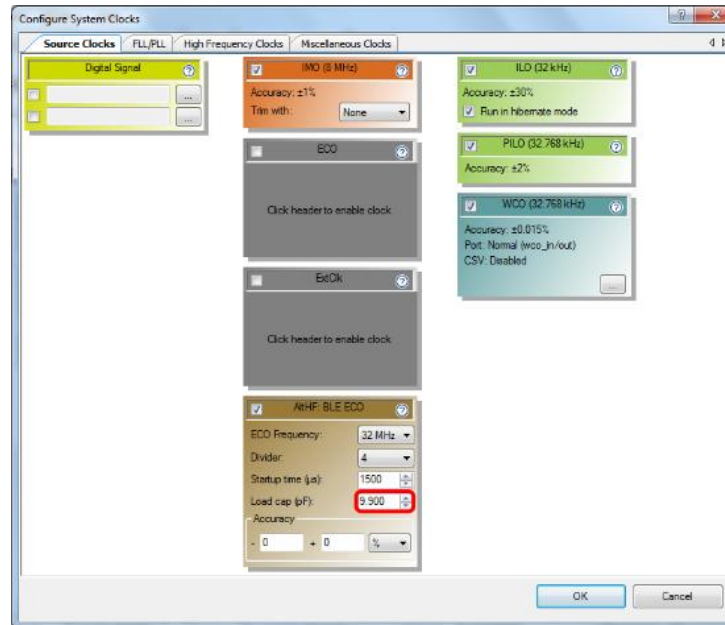 Configure System Clocks
Source Clocks
FLL/PLL
High Frequency Clocks
Miscellaneous Clocks
Digital Signal
...
...
IMO (8 MHz)
Accuracy: ±1%
Trim with: None
ECO
Click header to enable clock
ExtClk
Click header to enable clock
AltHF: BLE ECO
ECO Frequency: 32 MHz
Divider: 4
Startup time (µs): 1500
Load cap (pF): 9.900
Accuracy
- 0 + 0 %
ILO (32 kHz)
Accuracy: ±30%
Run in hibernate mode
PILO (32.768 kHz)
Accuracy: ±2%
WCO (32.768 kHz)
Accuracy: ±0.015%
Port: Normal (wco_in/out)
CSV: Disabled
...
OK
Cancel